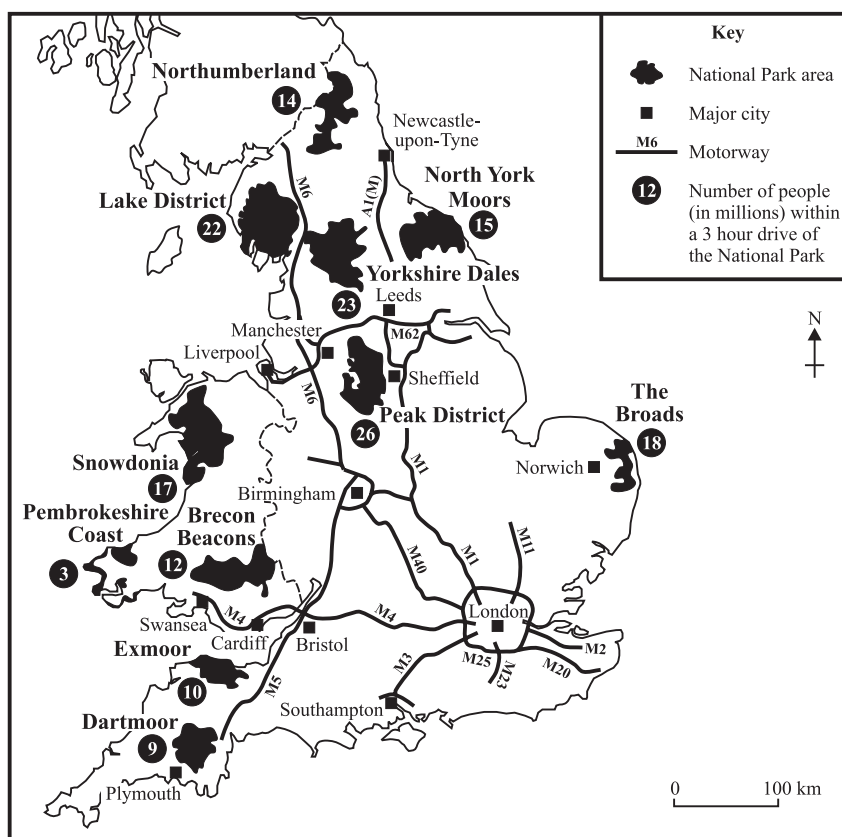 Key
National Park area
Major city
M6
Motorway
12
Number of people
(in millions) within
a 3 hour drive of
the National Park
Northumberland
14
Newcastle-
upon-Tyne
North York
Moors
15
Lake District
22
M6
A1(M)
Yorkshire Dales
23
Leeds
Manchester
M62
Liverpool
Sheffield
M6
Peak District
26
N
The
Broads
18
Norwich
Snowdonia
17
Birmingham
M1
Pembrokeshire
Coast
3
Brecon
Beacons
12
M40
M1
M11
London
Swansea
M4
Cardiff
Bristol
M4
M3
M25
M23
M20
M2
Exmoor
10
M5
Southampton
Dartmoor
9
Plymouth
0
100 km